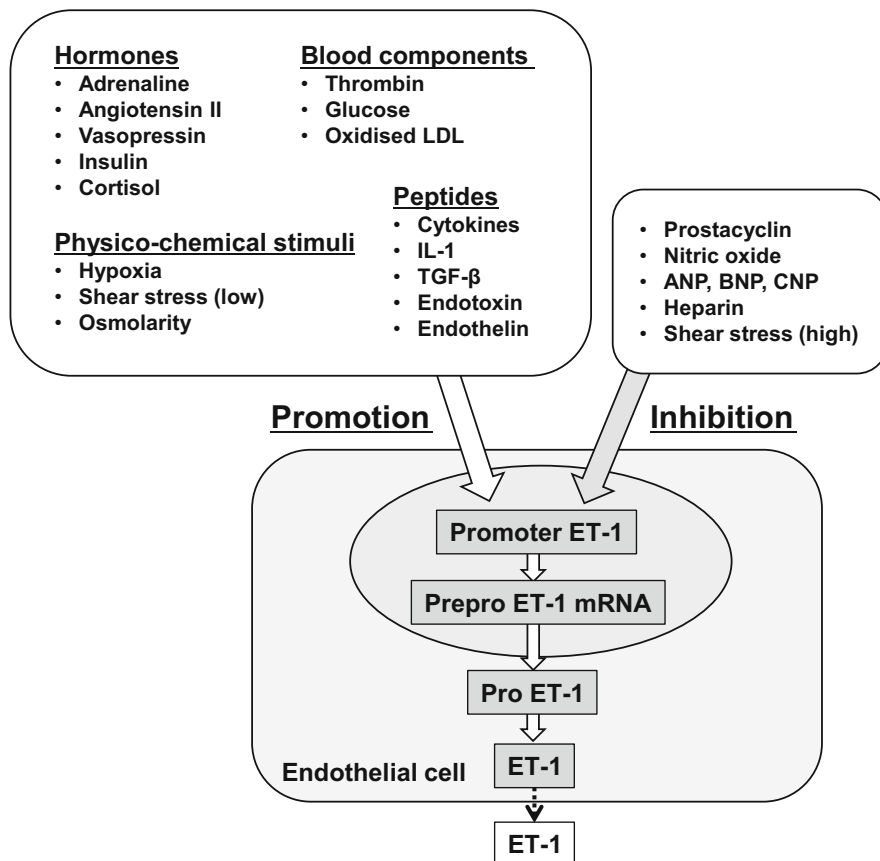 Hormones
• Adrenaline
• Angiotensin II
• Vasopressin
• Insulin
• Cortisol
Blood components
• Thrombin
• Glucose
• Oxidised LDL
Physico-chemical stimuli
• Hypoxia
• Shear stress (low)
• Osmolarity
Peptides
• Cytokines
• IL-1
• TGF-β
• Endotoxin
• Endothelin
• Prostacyclin
• Nitric oxide
• ANP, BNP, CNP
• Heparin
• Shear stress (high)
Promotion
Inhibition
Promoter ET-1
Prepro ET-1 mRNA
Pro ET-1
ET-1
Endothelial cell
ET-1